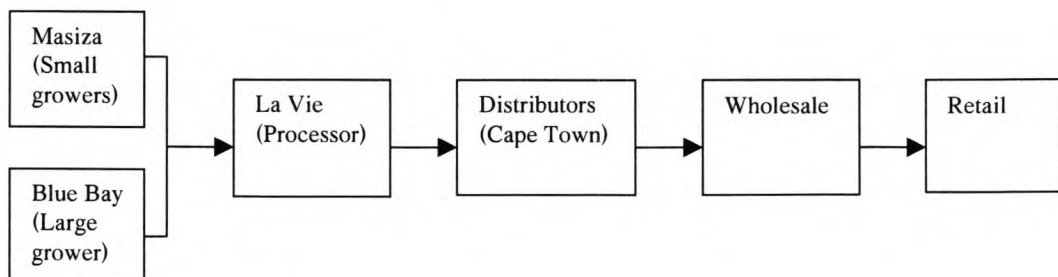 Masiza
(Small
growers)
Blue Bay
(Large
grower)
La Vie
(Processor)
Distributors
(Cape Town)
Wholesale
Retail